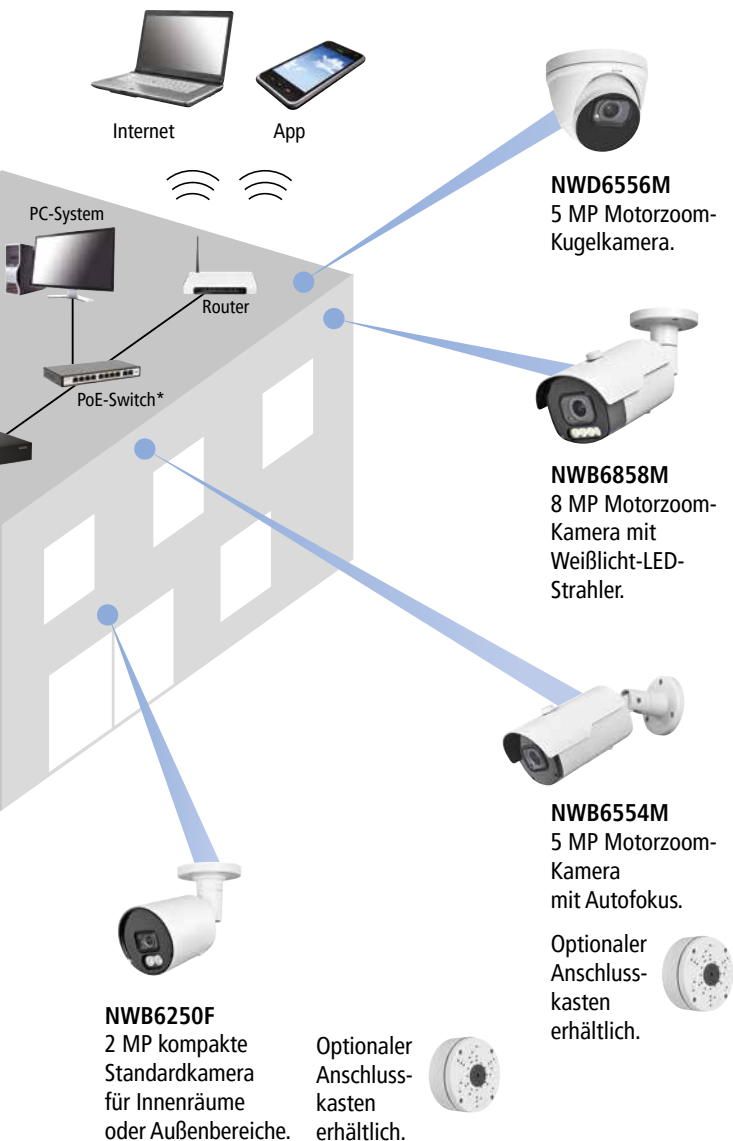 Internet
App
PC-System
Router
PoE-Switch*
NWD6556M
5 MP Motorzoom-
Kugelkamera.
NWB6858M
8 MP Motorzoom-
Kamera mit
Weißlicht-LED-
Strahler.
NWB6554M
5 MP Motorzoom-
Kamera
mit Autofokus.
Optionaler
Anschluss-
kasten
erhältlich.
NWB6250F
2 MP kompakte
Standardkamera
für Innenräume
oder Außenbereiche.
Optionaler
Anschluss-
kasten
erhältlich.